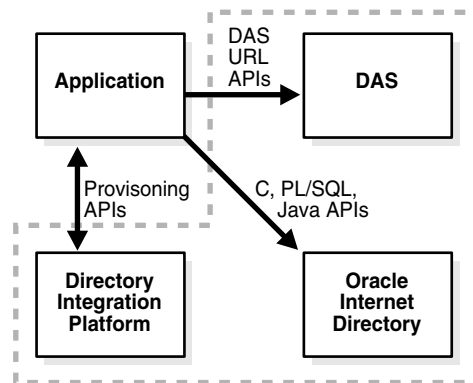 DAS
URL
APIs
Application
DAS
Provisoning
APIs
C, PL/SQL,
Java APIs
Directory
Integration
Platform
Oracle
Internet
Directory